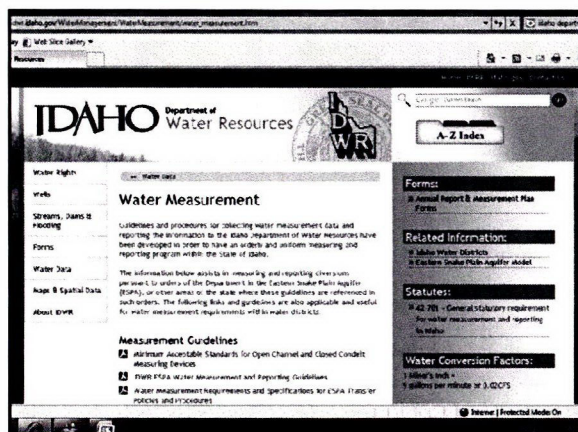 idaho.gov/WaterManagement/WaterMeasurement/water_measurement.htm
Web Slice Gallery
Resources
IDAHO Department of
Water Resources
DWR
A-Z Index
Water Rights
Wells
Streams, Dams &
Flooding
Forms
Water Data
Maps & Spatial Data
About IDWR
Water Data
Water Measurement
Guidelines and procedures for collecting water measurement data and
reporting the information to the Idaho Department of Water Resources have
been developed in order to have an orderly and uniform measuring and
reporting program within the State of Idaho.
The information below assists in measuring and reporting diversion
pursuant to orders of the Department in the Eastern Snake Plain Aquifer
(ESPA), or other areas of the state where these guidelines are referenced in
such orders. The following links and guidelines are also applicable and useful
for water measurement requirements within water districts.
Measurement Guidelines
Minimum Acceptable Standards for Open Channel and Closed Conduit
Measuring Devices
IDWR ESPA Water Measurement and Reporting Guidelines
Water Measurement Requirements and Specifications for ESPA Transfer
Policies and Procedures
Forms:
» Annual Report & Measurement Plan
Forms
Related Information:
» Idaho Water Districts
» Eastern Snake Plain Aquifer Model
Statutes:
» 42-701 - General statutory requirement
for water measurement and reporting
in Idaho
Water Conversion Factors:
1 Miner's Inch =
9 gallons per minute or 0.02CFS
Internet | Protected Mode: On